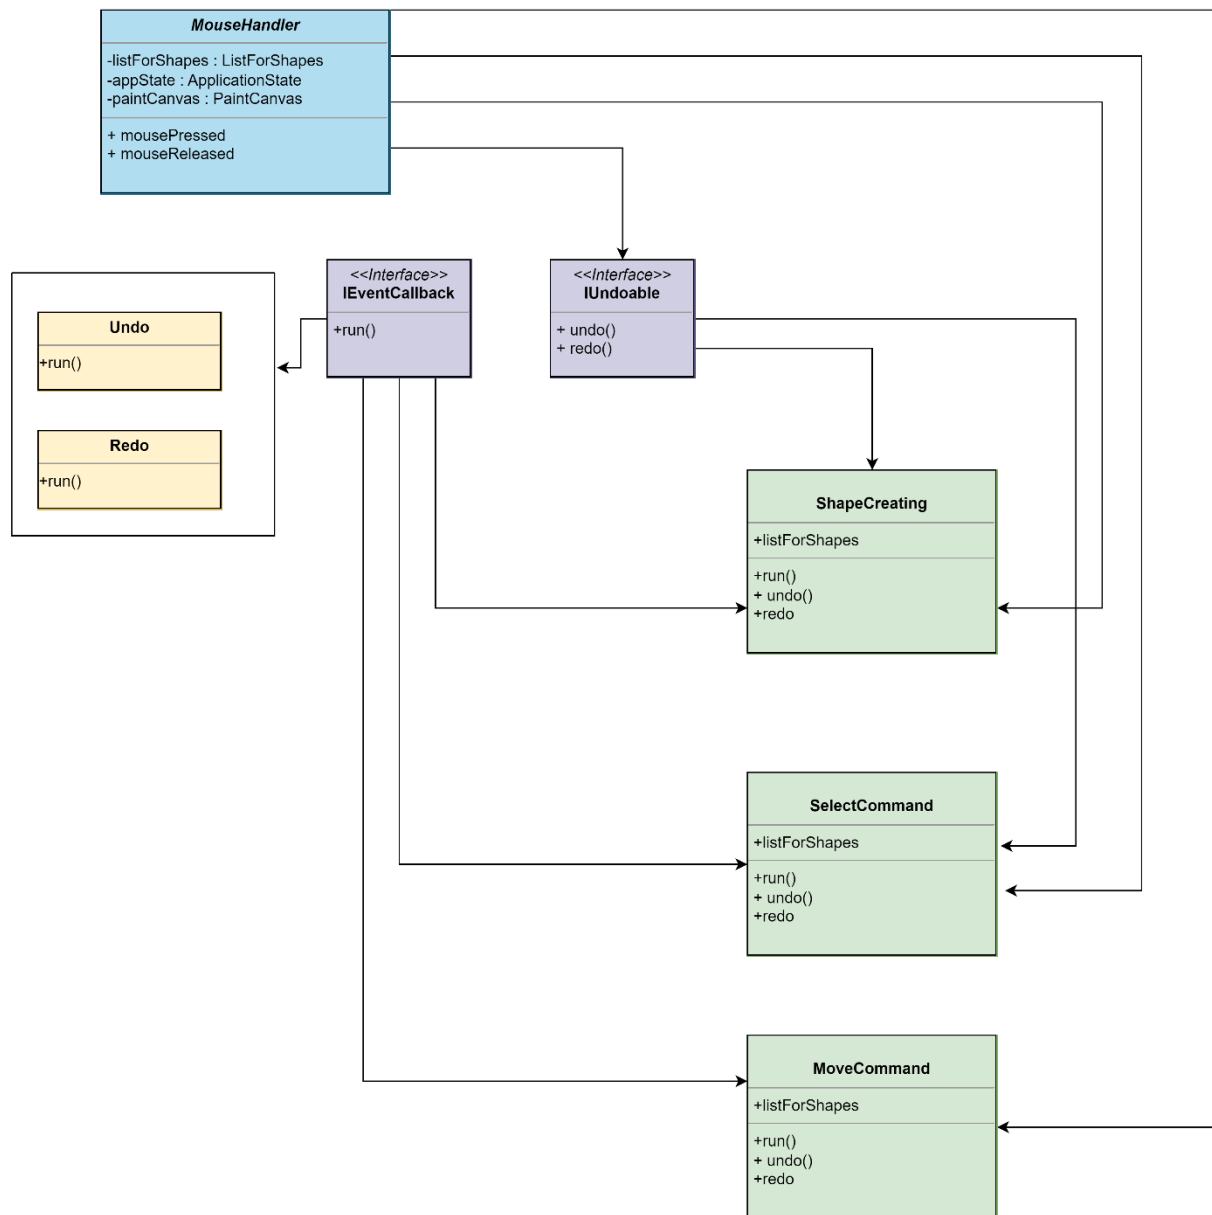 MouseHandler
-listForShapes : ListForShapes
-appState : ApplicationState
-paintCanvas : PaintCanvas
+ mousePressed
+ mouseReleased
<<Interface>>
IEventCallback
+run()
<<Interface>>
IUndoable
+ undo()
+ redo()
Undo
+run()
Redo
+run()
ShapeCreating
+listForShapes
+run()
+ undo()
+redo
SelectCommand
+listForShapes
+run()
+ undo()
+redo
MoveCommand
+listForShapes
+run()
+ undo()
+redo